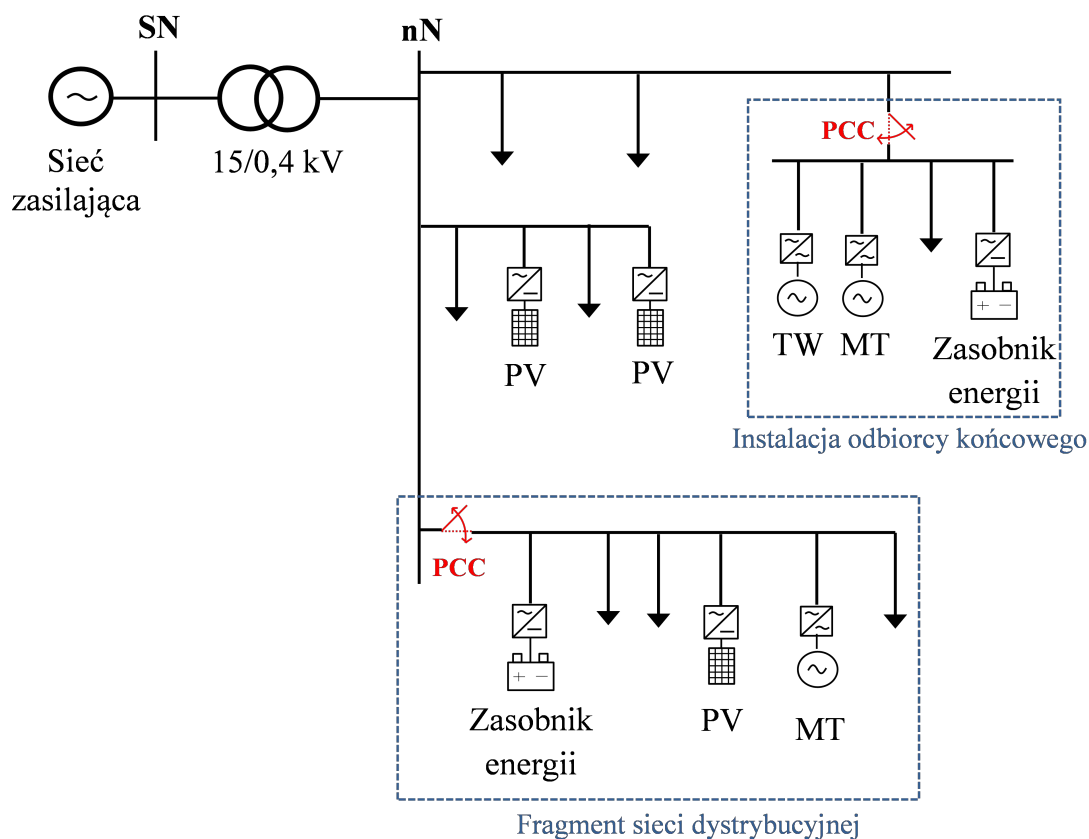 SN
nN
Sieć
zasilająca
15/0,4 kV
PCC
TW
MT
Zasobnik
energii
Instalacja odbiorcy końcowego
PV
PV
PCC
Zasobnik
energii
PV
MT
Fragment sieci dystrybucyjnej